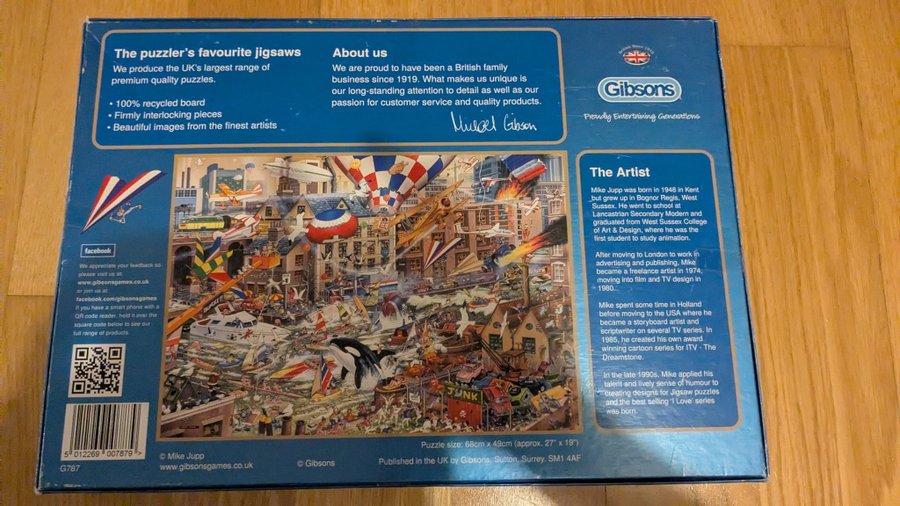 The puzzler's favourite jigsaws
We produce the UK's largest range of
premium quality puzzles.
• 100% recycled board
• Firmly interlocking pieces
• Beautiful images from the finest artists
About us
We are proud to have been a British family
business since 1919. What makes us unique is
our long-standing attention to detail as well as our
passion for customer service and quality products.
Michael Gibson
British Since 1919
Gibsons
Proudly Entertaining Generations
The Artist
Mike Jupp was born in 1948 in Kent
but grew up in Bognor Regis, West
Sussex. He went to school at
Lancastrian Secondary Modern and
graduated from West Sussex College
of Art & Design, where he was the
first student to study animation.
After moving to London to work in
advertising and publishing, Mike
became a freelance artist in 1974,
moving into film and TV design in
1980...
Mike spent some time in Holland
before moving to the USA where he
became a storyboard artist and
scriptwriter on several TV series. In
1985, he created his own award
winning cartoon series for ITV - The
Dreamstone.
In the late 1990s, Mike applied his
talent and lively sense of humour to
creating designs for Jigsaw puzzles
and the best selling 'I Love' series
was born.
facebook
We appreciate your feedback so
please visit us at:
www.gibsonsgames.co.uk
or join us at:
facebook.com/gibsonsgames
If you have a smart phone with a
QR code reader, held it over the
square code below to see our
full range of products.
JUNK
5 012269 007879 >
G787
© Mike Jupp
www.gibsonsgames.co.uk
© Gibsons
Puzzle size: 68cm x 49cm (approx. 27" x 19")
Published in the UK by Gibsons, Sutton, Surrey. SM1 4AF